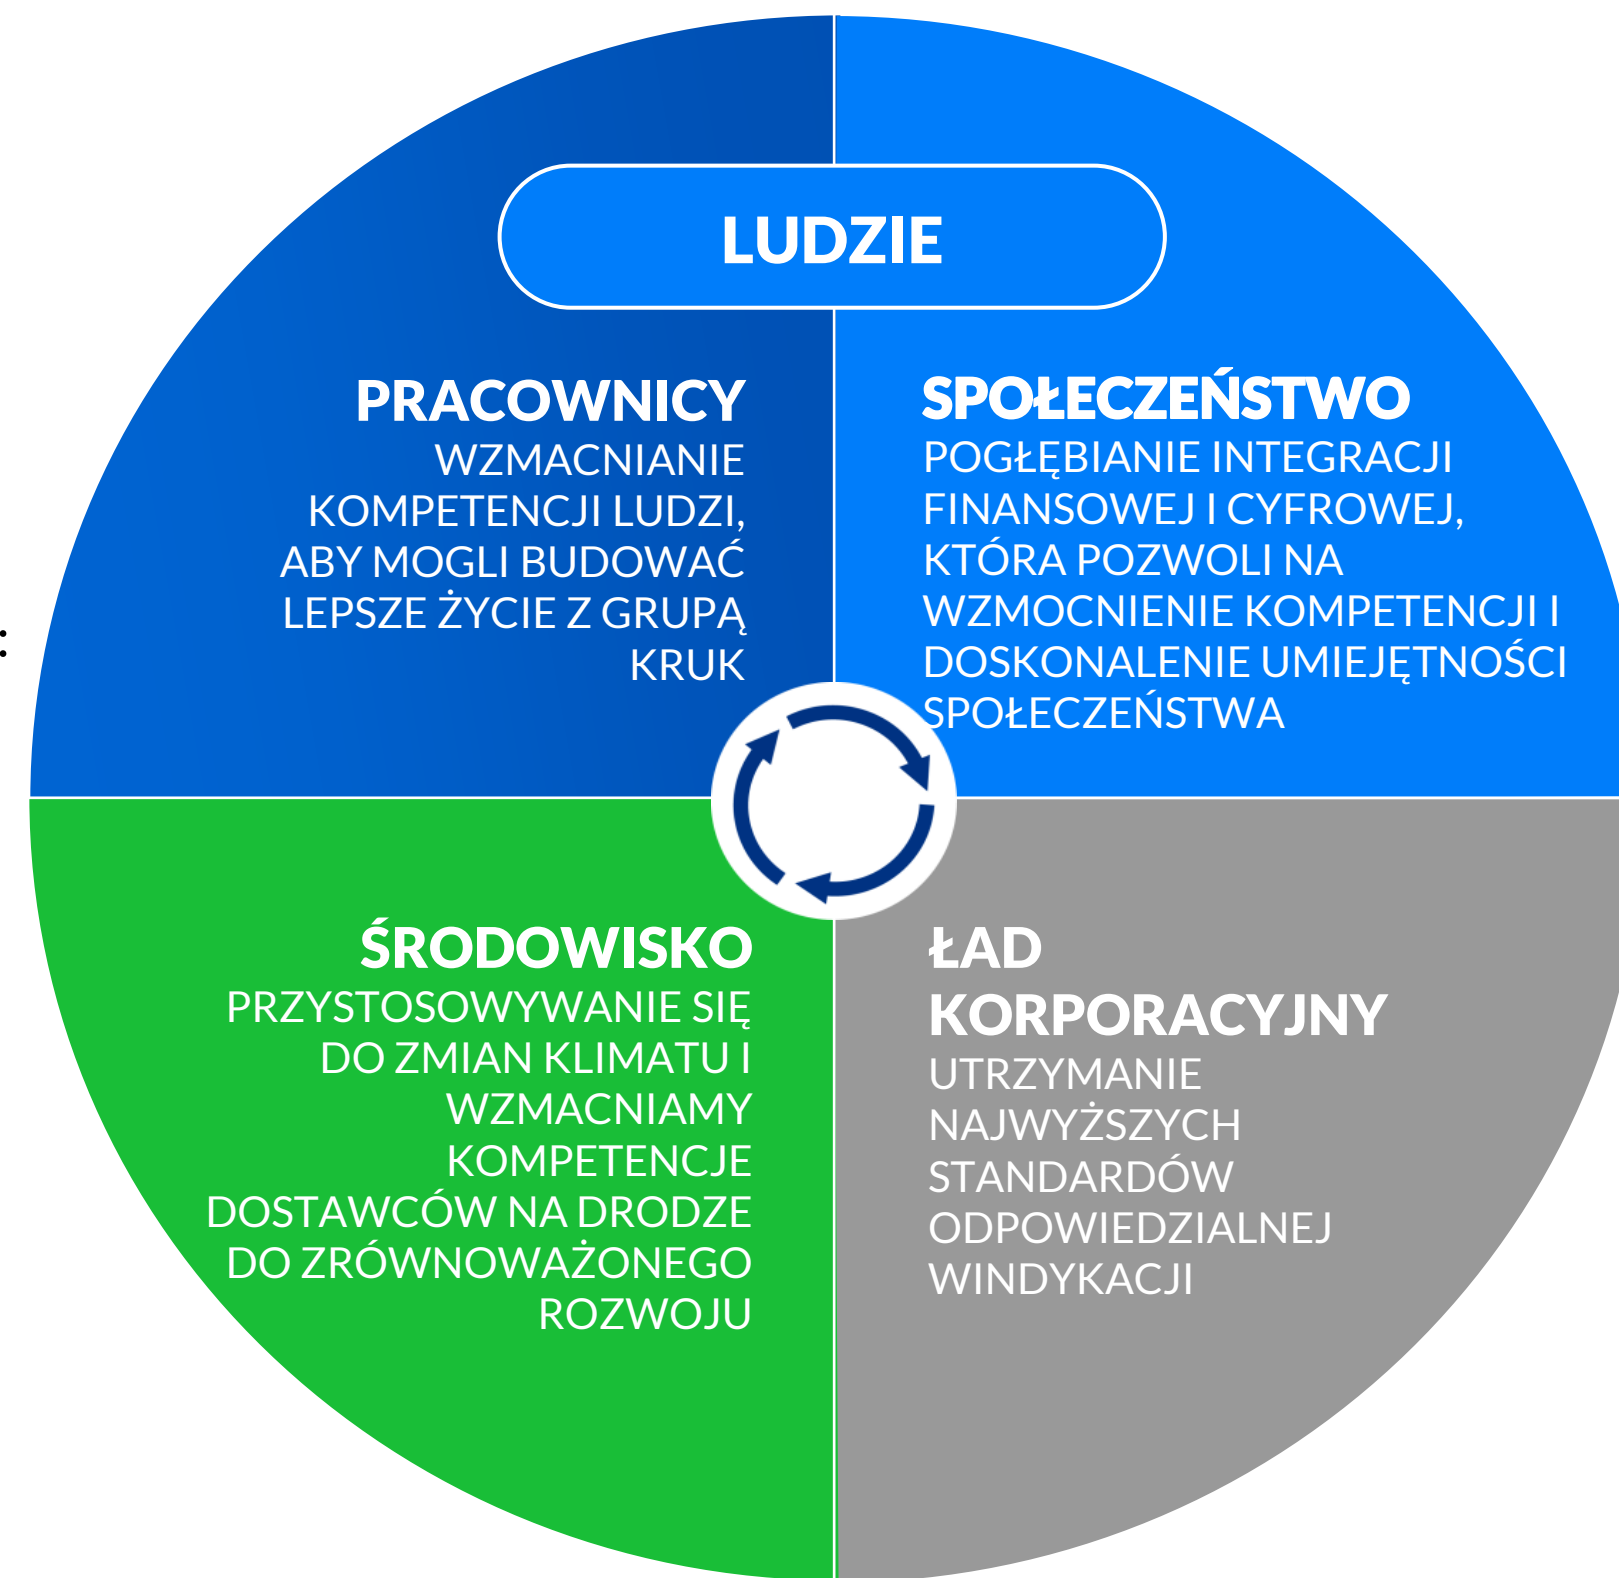 LUDZIE
PRACOWNICY
WZMACNIANIE
KOMPETENCJI LUDZI,
ABY MOGLI BUDOWAĆ
LEPSZE ŻYCIE Z GRUPĄ
KRUK
SPOŁECZEŃSTWO
POGŁĘBIANIE INTEGRACJI
FINANSOWEJ I CYFROWEJ,
KTÓRA POZWOLI NA
WZMOCNIENIE KOMPETENCJI I
DOSKONALENIE UMIEJĘTNOŚCI
SPOŁECZEŃSTWA
:
ŚRODOWISKO
PRZYSTOSOWYWANIE SIĘ
DO ZMIAN KLIMATU I
WZMACNIAMY
KOMPETENCJE
DOSTAWCÓW NA DRODZE
DO ZRÓWNOWAŻONEGO
ROZWOJU
ŁAD
KORPORACYJNY
UTRZYMANIE
NAJWYŻSZYCH
STANDARDÓW
ODPOWIEDZIALNEJ
WINDYKACJI